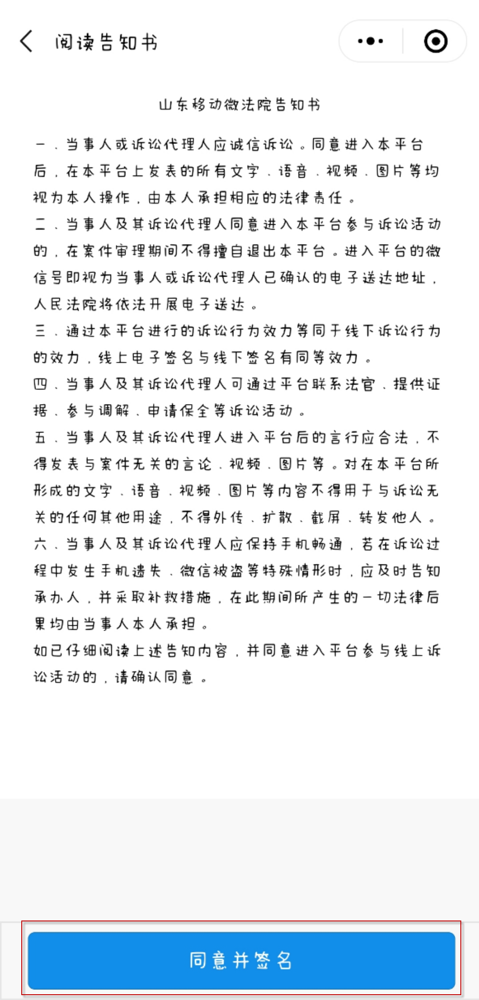 阅读告知书
山东移动微法院告知书
一、当事人或诉讼代理人应诚信诉讼。同意进入本平台
后，在本平台上发表的所有文字、语音、视频、图片等均
视为本人操作，由本人承担相应的法律责任。
二、当事人及其诉讼代理人同意进入本平台参与诉讼活动
的，在案件审理期间不得擅自退出本平台。进入平台的微
信号即视为当事人或诉讼代理人已确认的电子送达地址，
人民法院将依法开展电子送达。
三、通过本平台进行的诉讼行为效力等同于线下诉讼行为
的效力，线上电子签名与线下签名有同等效力。
四、当事人及其诉讼代理人可通过平台联系法官、提供证
据、参与调解、申请保全等诉讼活动。
五、当事人及其诉讼代理人进入平台后的言行应合法，不
得发表与案件无关的言论、视频、图片等。对在本平台所
形成的文字、语音、视频、图片等内容不得用于与诉讼无
关的任何其他用途，不得外传、扩散、截屏、转发他人。
六、当事人及其诉讼代理人应保持手机畅通，若在诉讼过
程中发生手机遗失、微信被盗等特殊情形时，应及时告知
承办人，并采取补救措施，在此期间所产生的一切法律后
果均由当事人本人承担。
如已仔细阅读上述告知内容，并同意进入平台参与线上诉
讼活动的，请确认同意。
同意并签名